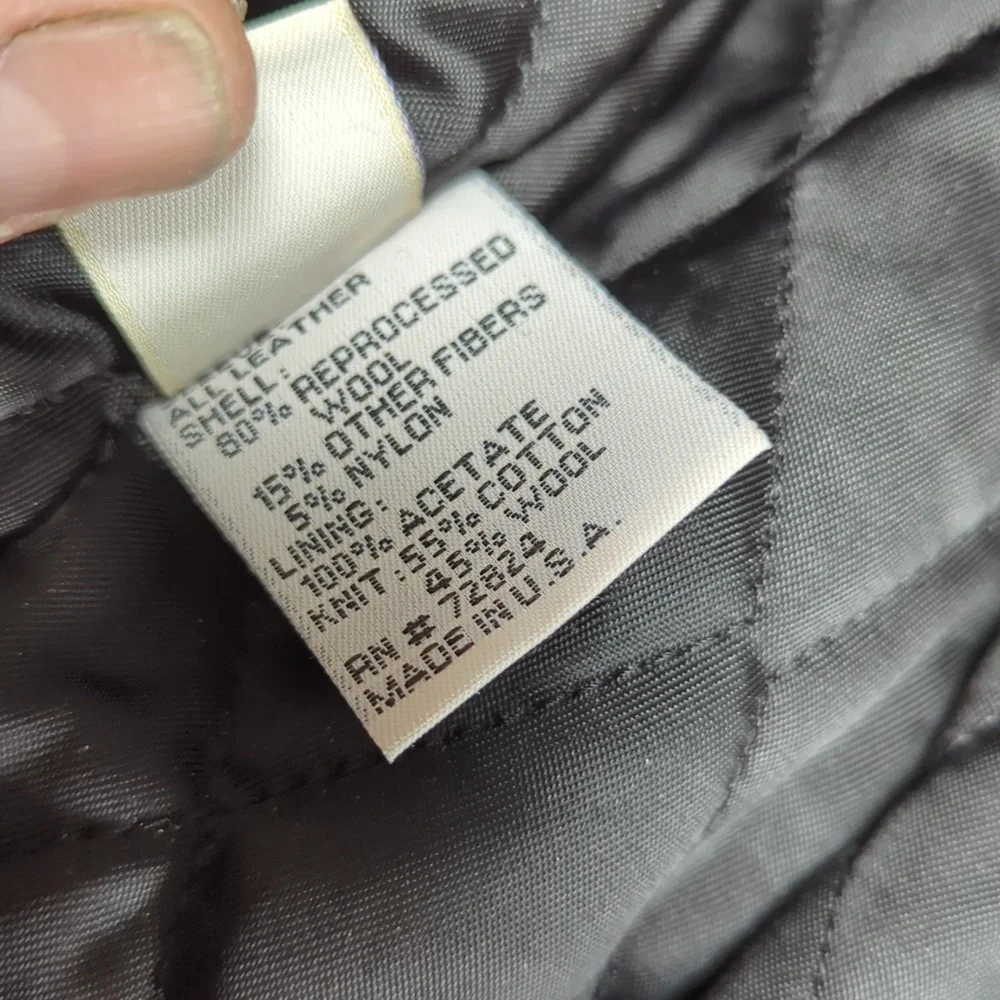 ALL LEATHER
SHELL: REPROCESSED
80% WOOL
15% OTHER FIBERS
5% NYLON
LINING:
100% ACETATE
KNIT: 55% COTTON
45% WOOL
RN # 72824
MADE IN U.S.A.